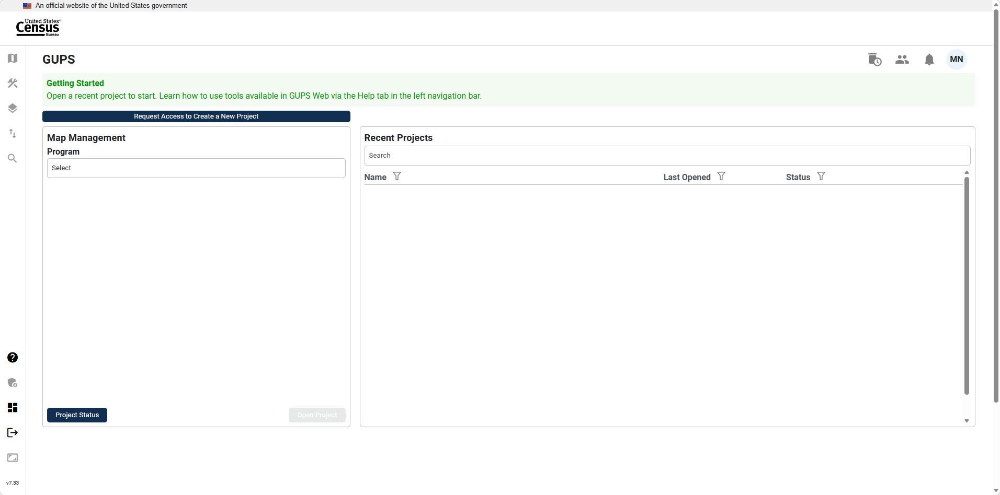 An official website of the United States government
United States®
Census
Bureau
GUPS
MN
Getting Started
Open a recent project to start. Learn how to use tools available in GUPS Web via the Help tab in the left navigation bar.
Request Access to Create a New Project
Map Management
Program
Select
Project Status
Open Project
Recent Projects
Search
Name
Last Opened
Status
v7.33